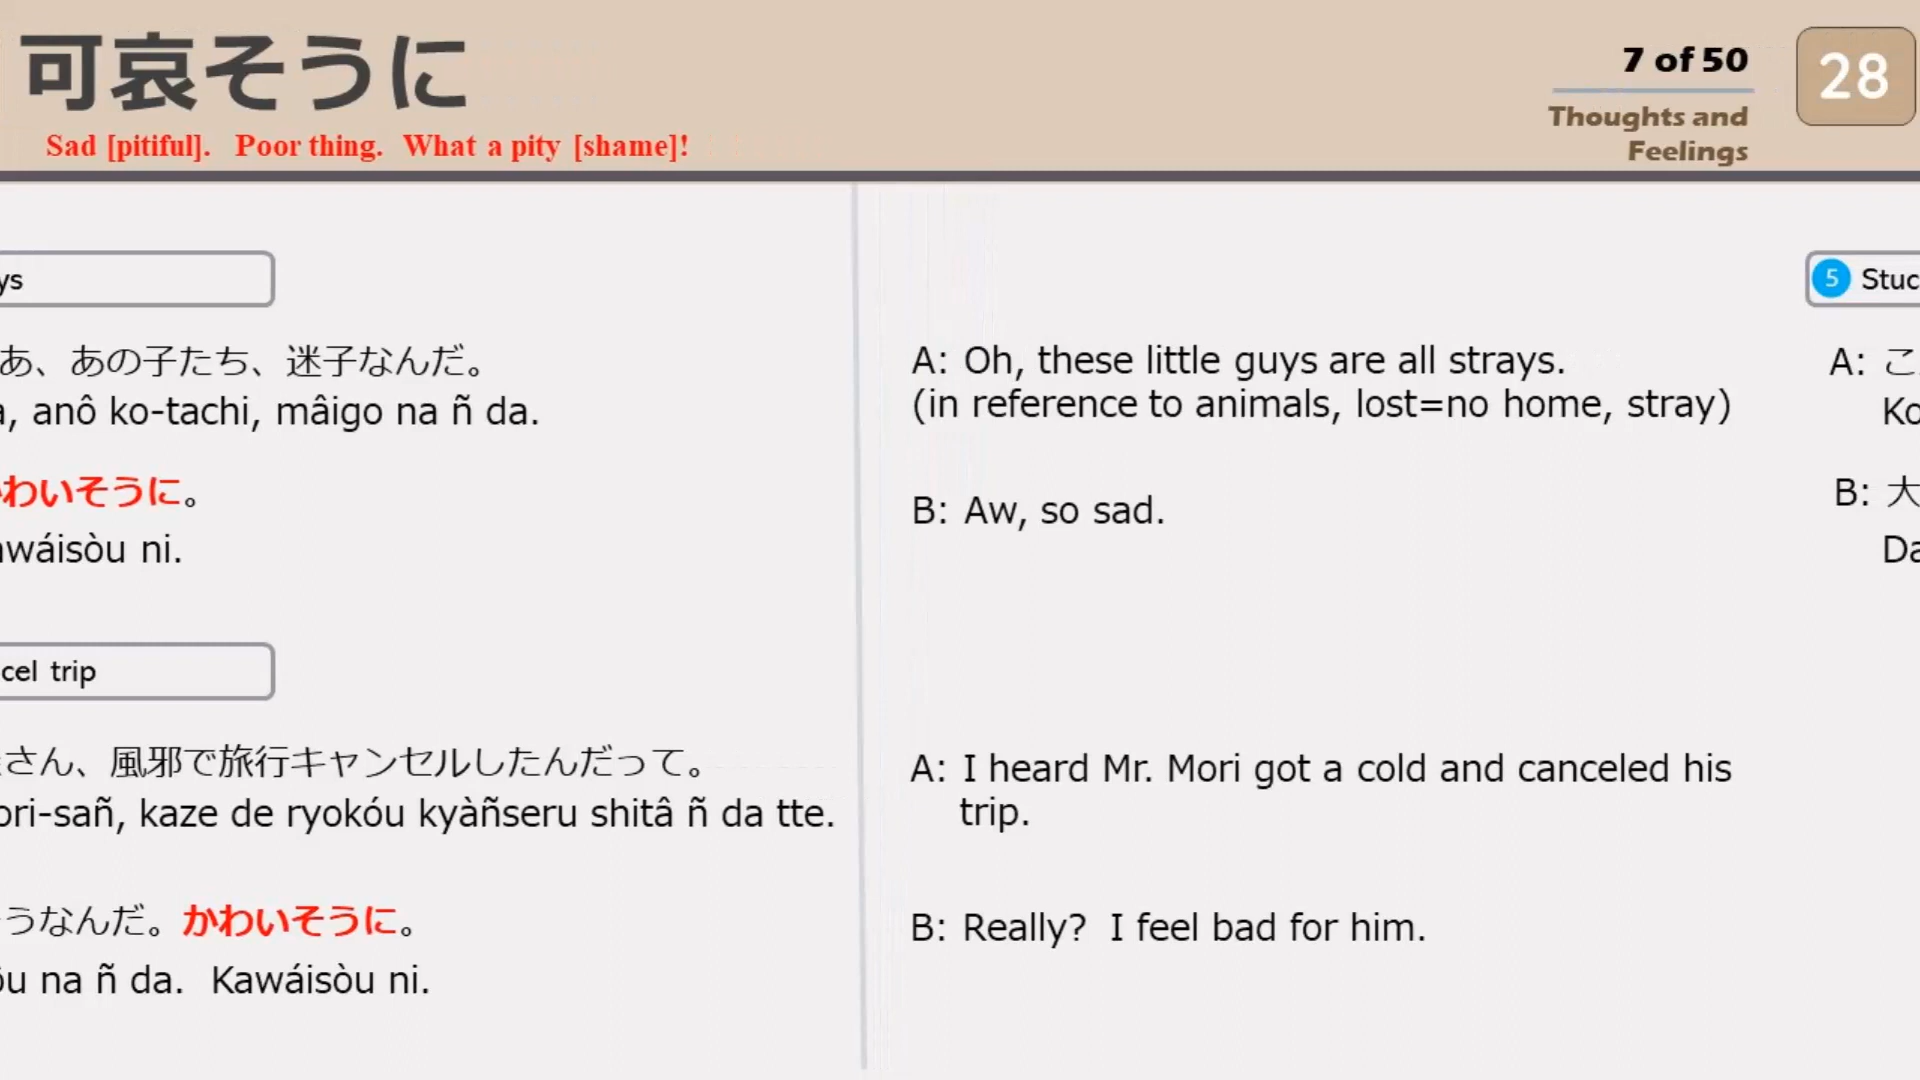 可哀そうに
Sad [pitiful]. Poor thing. What a pity [shame]!
7 of 50
Thoughts and
Feelings
28
ys
あ、あの子たち、迷子なんだ。
, anô ko-tachi, mâigo na ñ da.
わいそうに。
wáisòu ni.
A: Oh, these little guys are all strays.
(in reference to animals, lost=no home, stray)
B: Aw, so sad.
cel trip
さん、風邪で旅行キャンセルしたんだって。
ori-sañ, kaze de ryokóu kyàñseru shitâ ñ da tte.
うなんだ。かわいそうに。
u na ñ da. Kawáisòu ni.
A: I heard Mr. Mori got a cold and canceled his
trip.
B: Really? I feel bad for him.
5 Stuc
A: こ
Ko
B: 大
Da